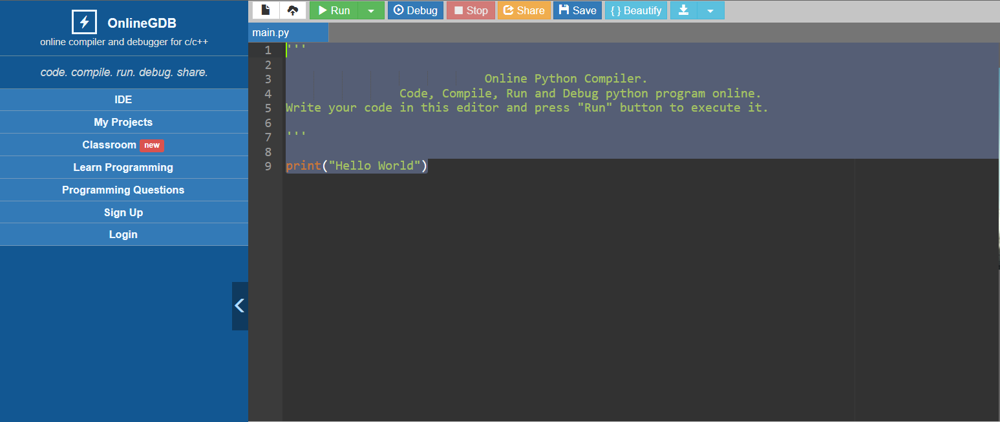 OnlineGDB
online compiler and debugger for c/c++
code. compile. run. debug. share.
IDE
My Projects
Classroom new
Learn Programming
Programming Questions
Sign Up
Login
Run Debug Stop Share Save { } Beautify
main.py
1 '''
2
3 Online Python Compiler.
4 Code, Compile, Run and Debug python program online.
5 Write your code in this editor and press "Run" button to execute it.
6
7 '''
8
9 print("Hello World")